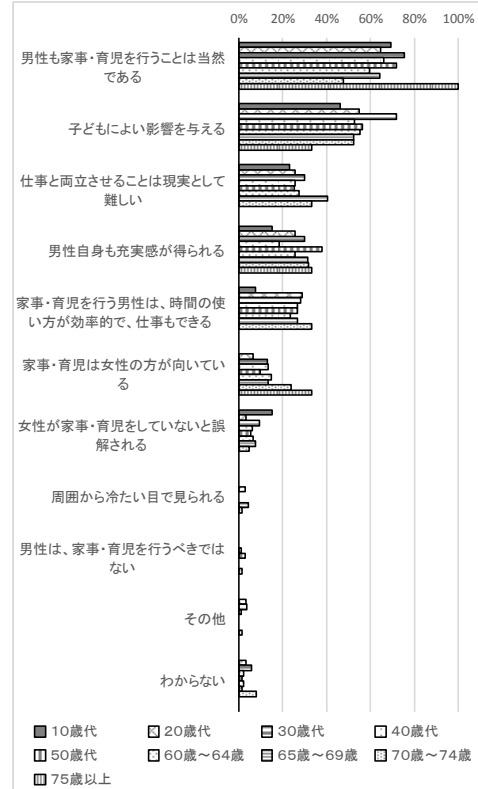 0% 20% 40% 60% 80% 100%
男性も家事・育児を行うことは当然
である
子どもによい影響を与える
仕事と両立させることは現実として
難しい
男性自身も充実感が得られる
家事・育児を行う男性は、時間の使
い方が効率的で、仕事もできる
家事・育児は女性の方が向いてい
る
女性が家事・育児をしていないと誤
解される
周囲から冷たい目で見られる
男性は、家事・育児を行うべきでは
ない
その他
わからない
10歳代 20歳代 30歳代 40歳代
50歳代 60歳～64歳 65歳～69歳 70歳～74歳
75歳以上